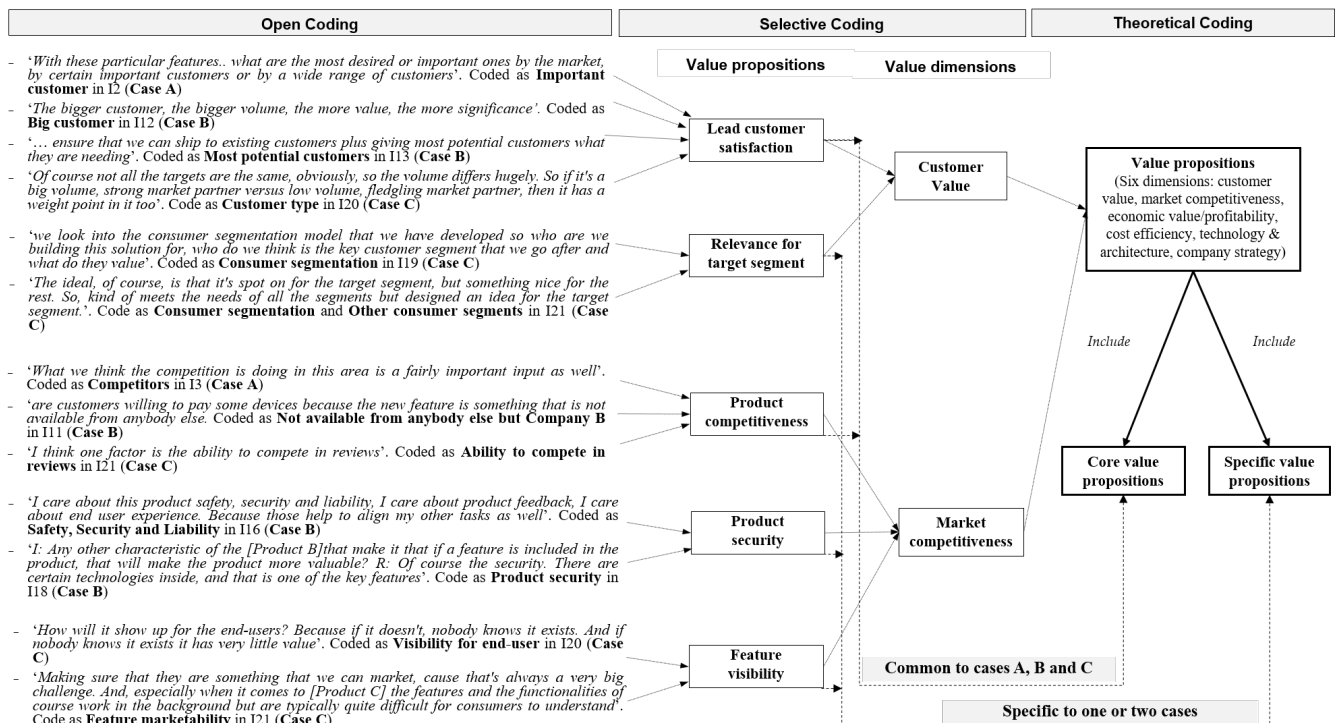 Open Coding
Selective Coding
Theoretical Coding
Value propositions
Value dimensions
– ‘With these particular features.. what are the most desired or important ones by the market,
by certain important customers or by a wide range of customers’. Coded as Important
customer in I2 (Case A)
– ‘The bigger customer, the bigger volume, the more value, the more significance’. Coded as
Big customer in I12 (Case B)
– ‘… ensure that we can ship to existing customers plus giving most potential customers what
they are needing’. Coded as Most potential customers in I13 (Case B)
– ‘Of course not all the targets are the same, obviously, so the volume differs hugely. So if it's a
big volume, strong market partner versus low volume, fledgling market partner, then it has a
weight point in it too’. Code as Customer type in I20 (Case C)
– ‘we look into the consumer segmentation model that we have developed so who are we
building this solution for, who do we think is the key customer segment that we go after and
what do they value’. Coded as Consumer segmentation in I19 (Case C)
– ‘The ideal, of course, is that it's spot on for the target segment, but something nice for the
rest. So, kind of meets the needs of all the segments but designed an idea for the target
segment.’. Code as Consumer segmentation and Other consumer segments in I21 (Case
C)
– ‘What we think the competition is doing in this area is a fairly important input as well’.
Coded as Competitors in I3 (Case A)
– ‘are customers willing to pay some devices because the new feature is something that is not
available from anybody else. Coded as Not available from anybody else but Company B
in I11 (Case B)
– ‘I think one factor is the ability to compete in reviews’. Coded as Ability to compete in
reviews in I21 (Case C)
– ‘I care about this product safety, security and liability, I care about product feedback, I care
about end user experience. Because those help to align my other tasks as well’. Coded as
Safety, Security and Liability in I16 (Case B)
– ‘I: Any other characteristic of the [Product B]that make it that if a feature is included in the
product, that will make the product more valuable? R: Of course the security. There are
certain technologies inside, and that is one of the key features’. Code as Product security in
I18 (Case B)
– ‘How will it show up for the end-users? Because if it doesn't, nobody knows it exists. And if
nobody knows it exists it has very little value’. Coded as Visibility for end-user in I20 (Case
C)
– ‘Making sure that they are something that we can market, cause that's always a very big
challenge. And, especially when it comes to [Product C] the features and the functionalities of
course work in the background but are typically quite difficult for consumers to understand’.
Code as Feature marketability in I21 (Case C)
Lead customer
satisfaction
Relevance for
target segment
Product
competitiveness
Product
security
Feature
visibility
Customer
Value
Market
competitiveness
Value propositions
(Six dimensions: customer
value, market competitiveness,
economic value/profitability,
cost efficiency, technology &
architecture, company strategy)
Include
Include
Core value
propositions
Specific value
propositions
Common to cases A, B and C
Specific to one or two cases